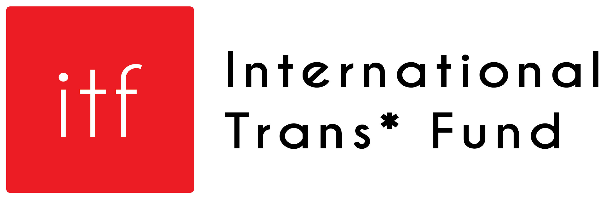 itf
International
Trans* Fund